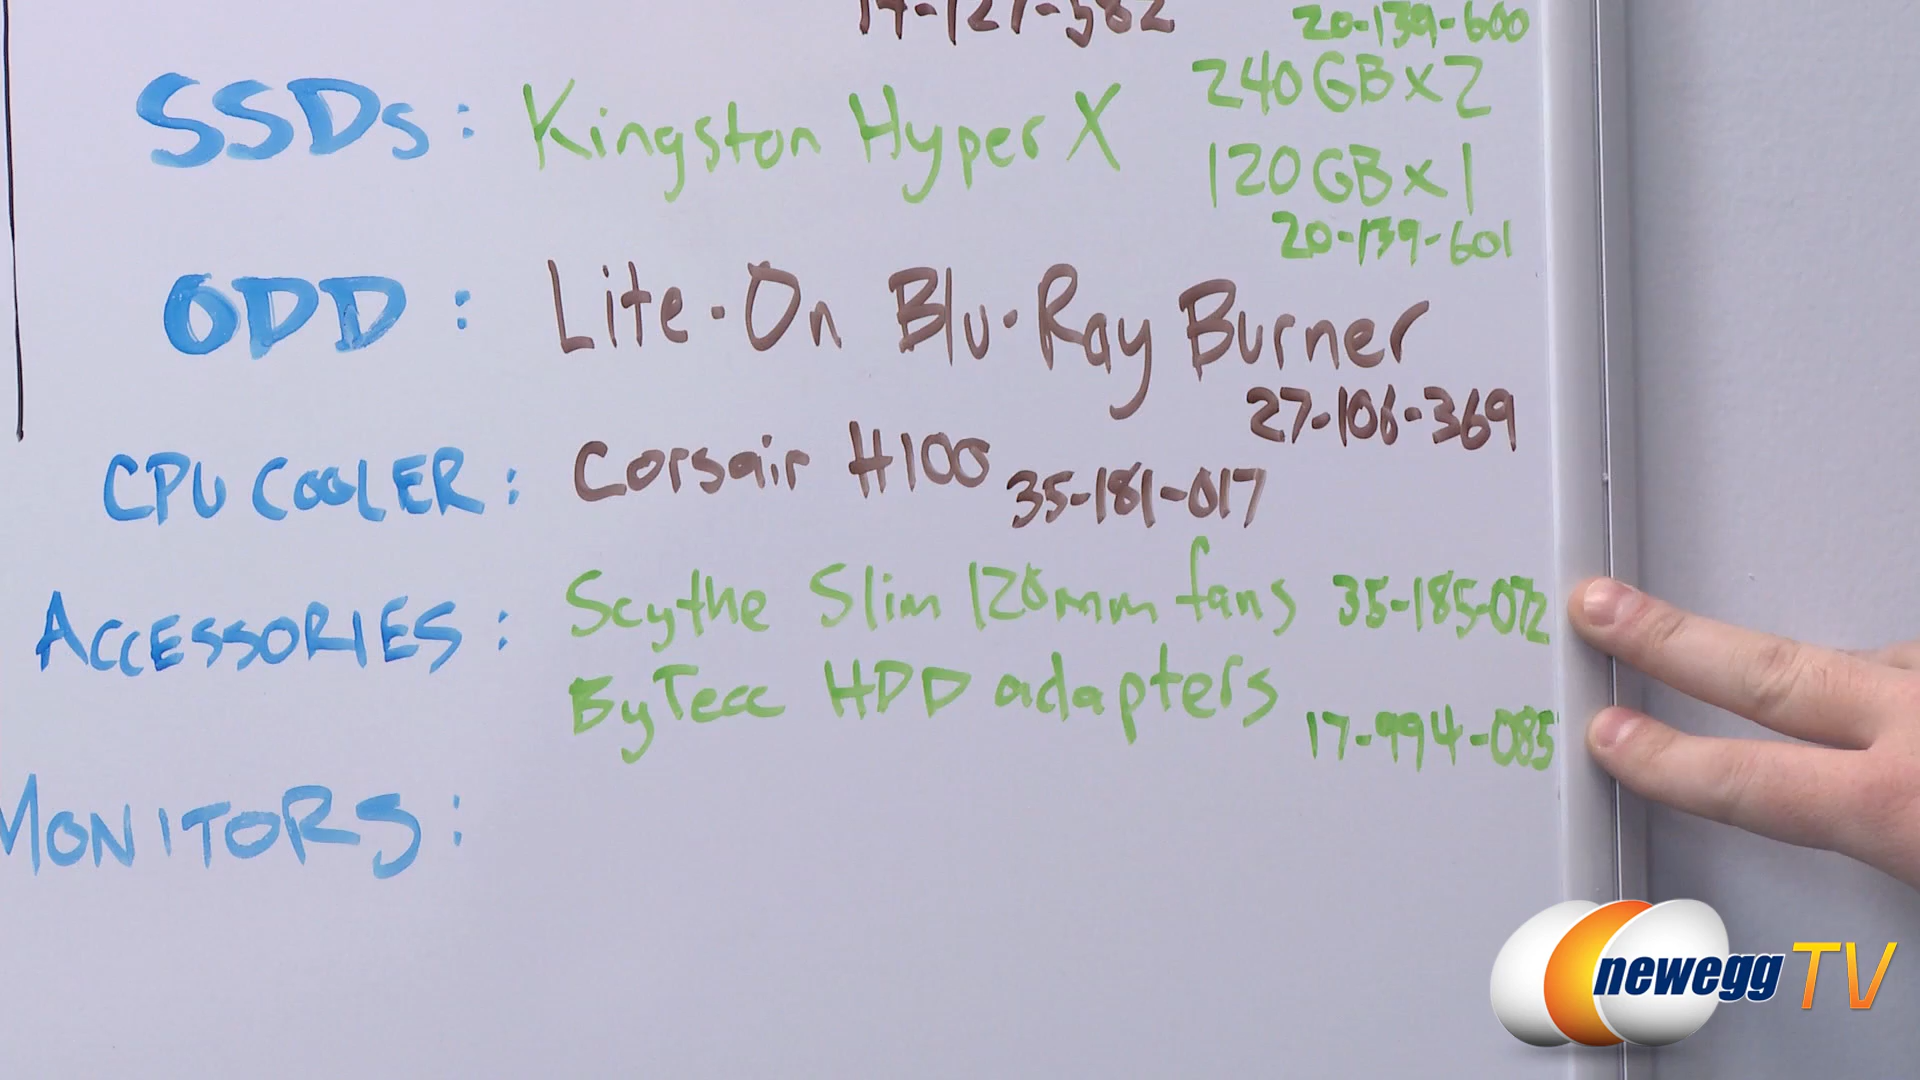 17-127-582
20-139-600
SSDs: Kingston HyperX 240GB x 2
120GB x 1
20-139-601
ODD: Lite-On Blu-Ray Burner
27-106-369
CPU COOLER: Corsair H100 35-181-017
ACCESSORIES: Scythe Slim 120mm fans 35-185-072
ByTecc HDD adapters
17-994-085
MONITORS:
newegg TV